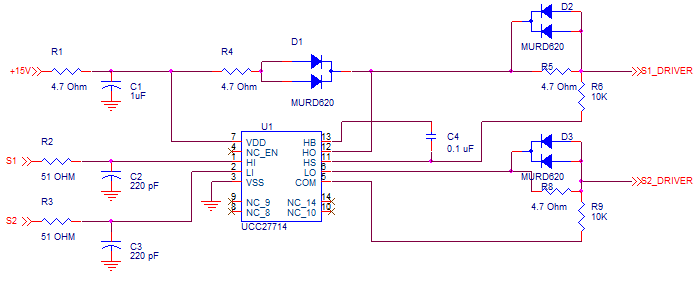 D2
MURD620
R1
+15V
4.7 Ohm
C1
1uF
R4
4.7 Ohm
D1
MURD620
R5
4.7 Ohm
S1_DRIVER
R6
10K
U1
7 VDD HB 13
4 NC_EN HO 12
1 HI HS 11
2 LI LO 6
3 VSS COM 5
9 NC_9 NC_14 14
8 NC_8 NC_10 10
UCC27714
C4
0.1 uF
R2
S1
51 OHM
C2
220 pF
R3
S2
51 OHM
C3
220 pF
D3
MURD620
R8
4.7 Ohm
S2_DRIVER
R9
10K